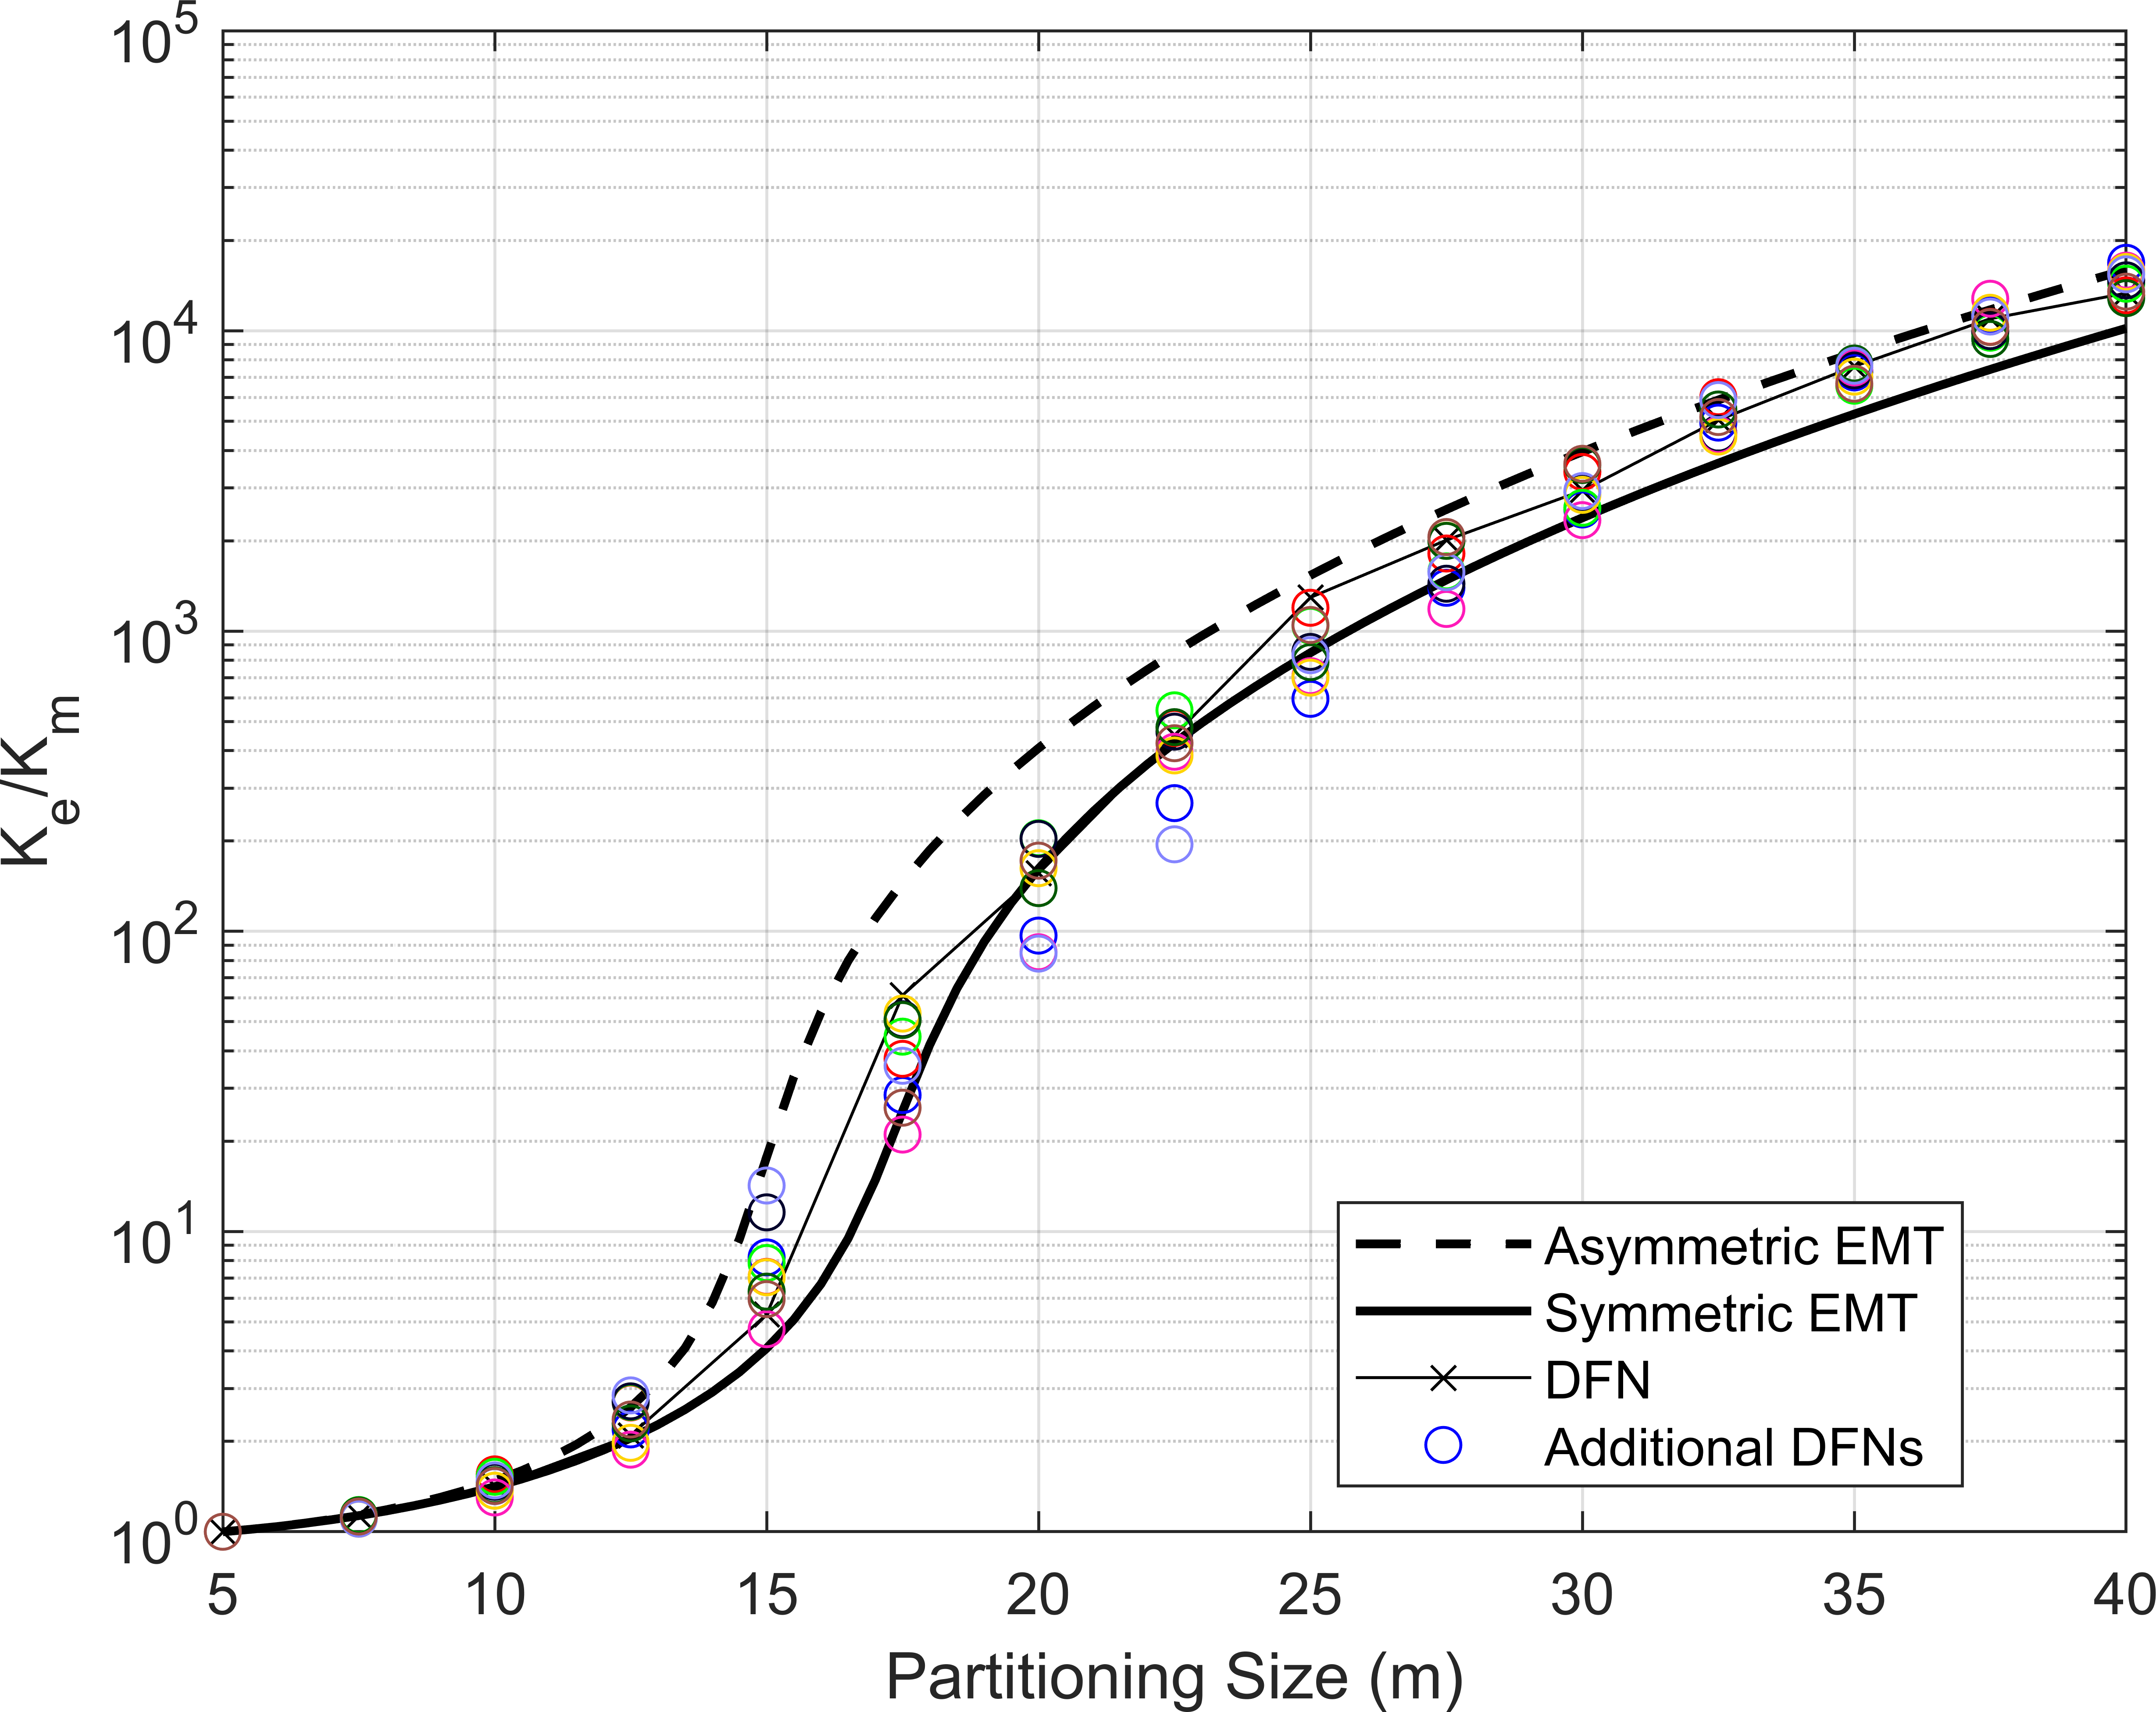 10^5
10^4
10^3
10^2
10^1
10^0
K_e/K_m
5 10 15 20 25 30 35 40
Partitioning Size (m)
Asymmetric EMT
Symmetric EMT
DFN
Additional DFNs